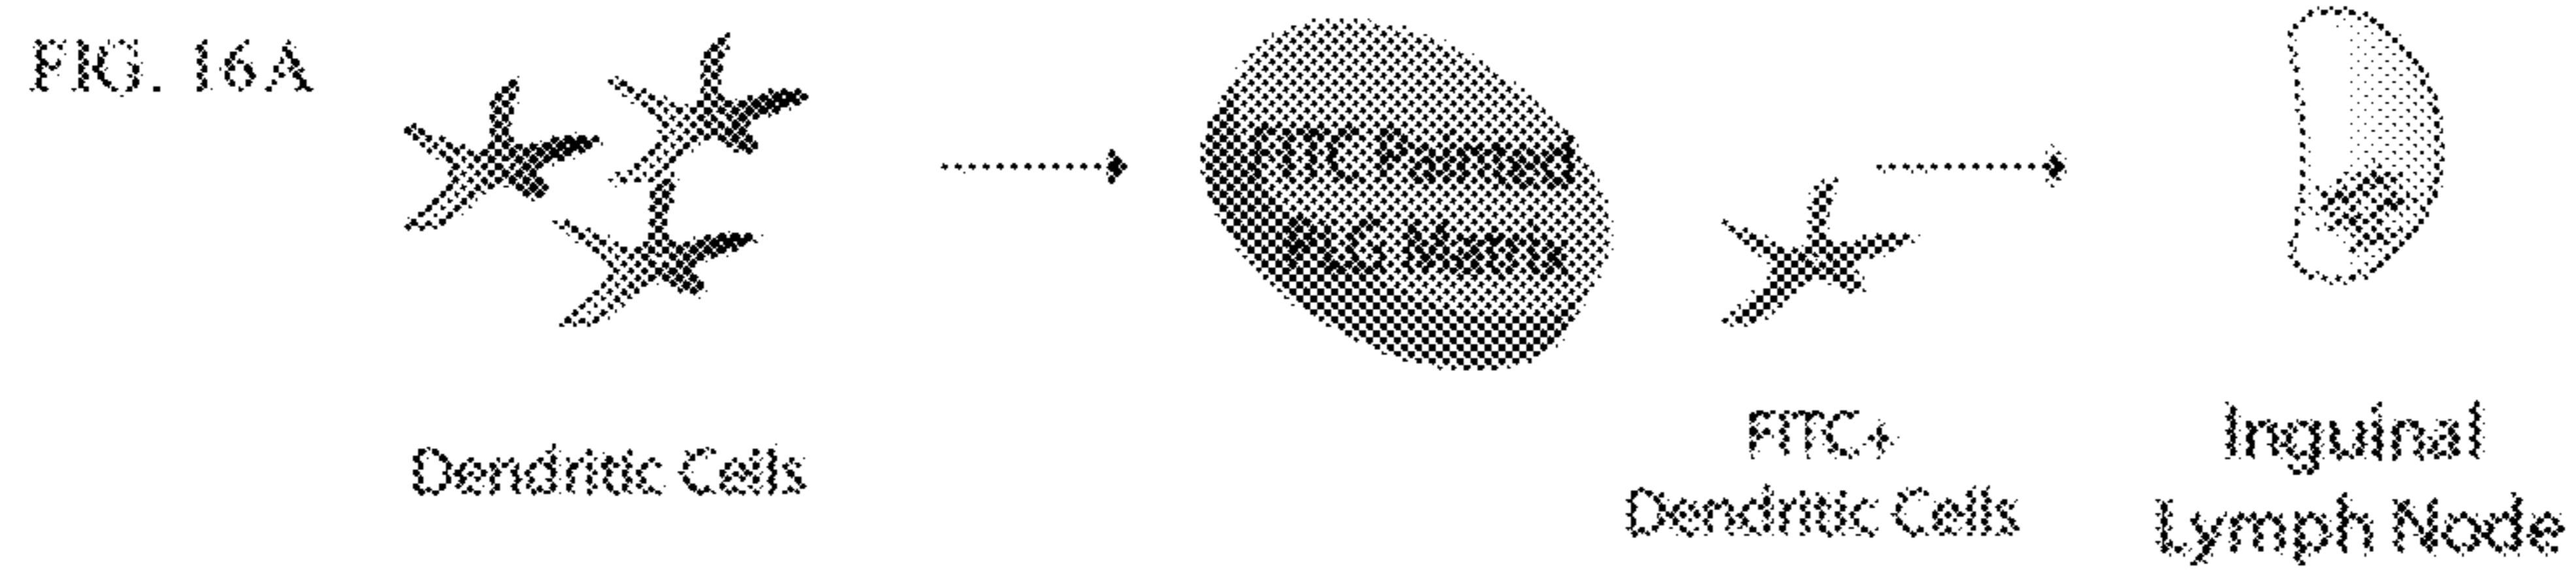 FIG. 16A
FITC Painted
PLG Matrix
Dendritic Cells
FITC+
Dendritic Cells
Inguinal
Lymph Node